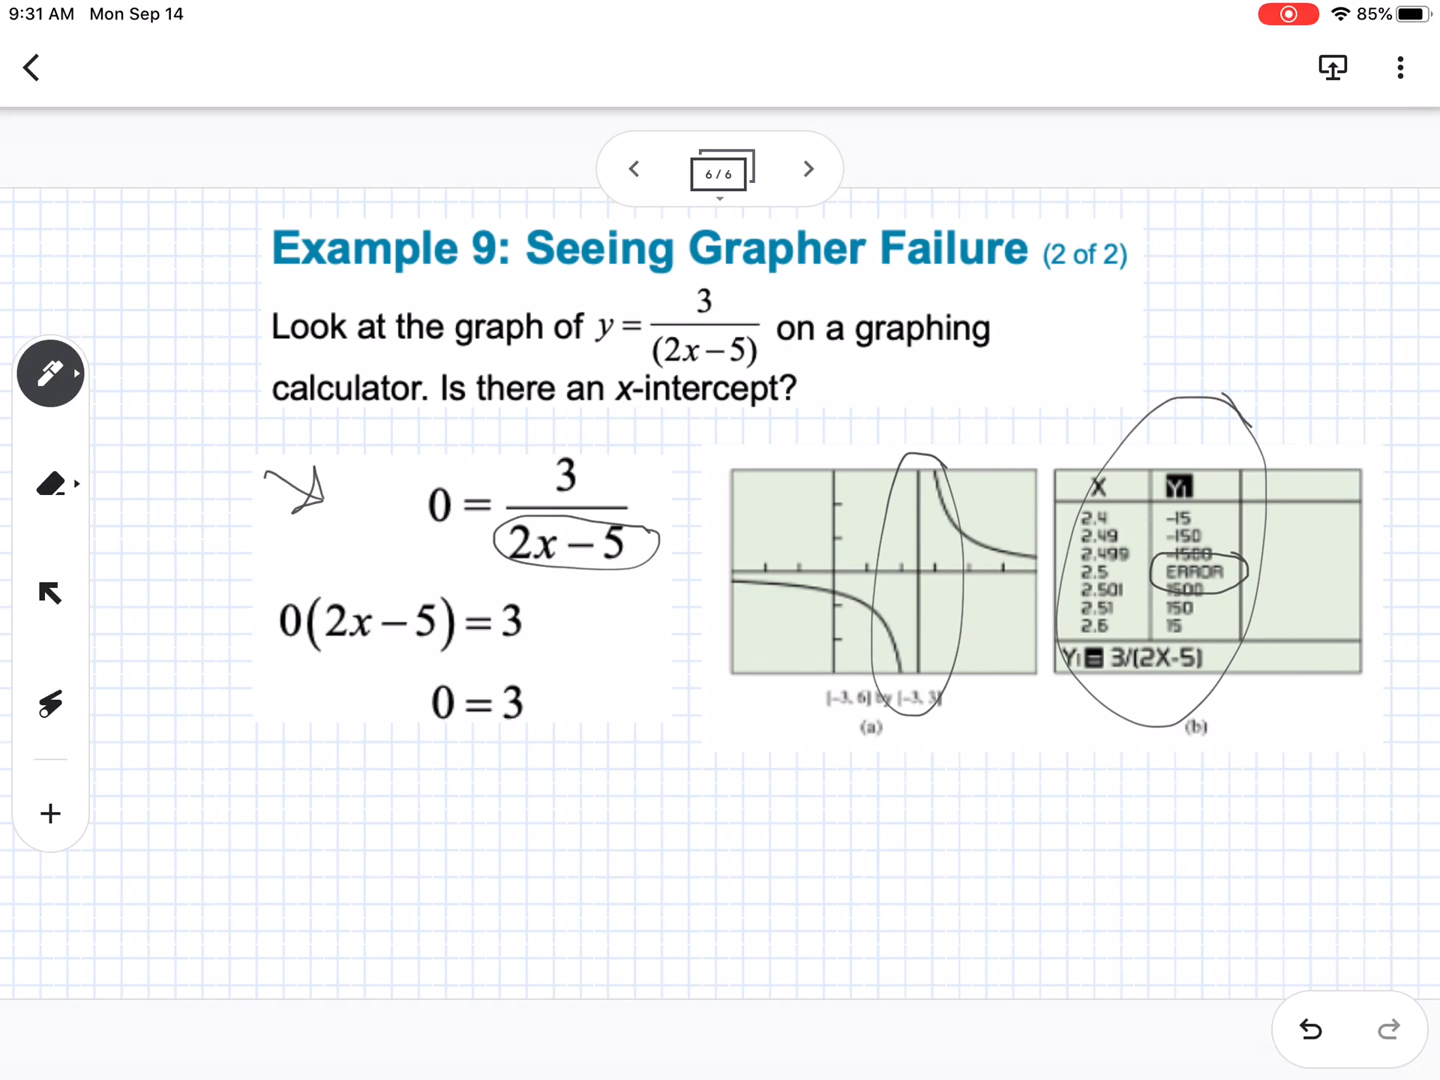 9:31 AM Mon Sep 14
85%
6 / 6
Example 9: Seeing Grapher Failure (2 of 2)
Look at the graph of y = 3/(2x – 5) on a graphing
calculator. Is there an x-intercept?
0 = 3/(2x – 5)
0(2x – 5) = 3
0 = 3
[–3, 6] by [–3, 3]
(a)
X Y1
2.4 -15
2.49 -150
2.499 -1500
2.5 ERROR
2.501 1500
2.51 150
2.6 15
Y1=3/(2X-5)
(b)